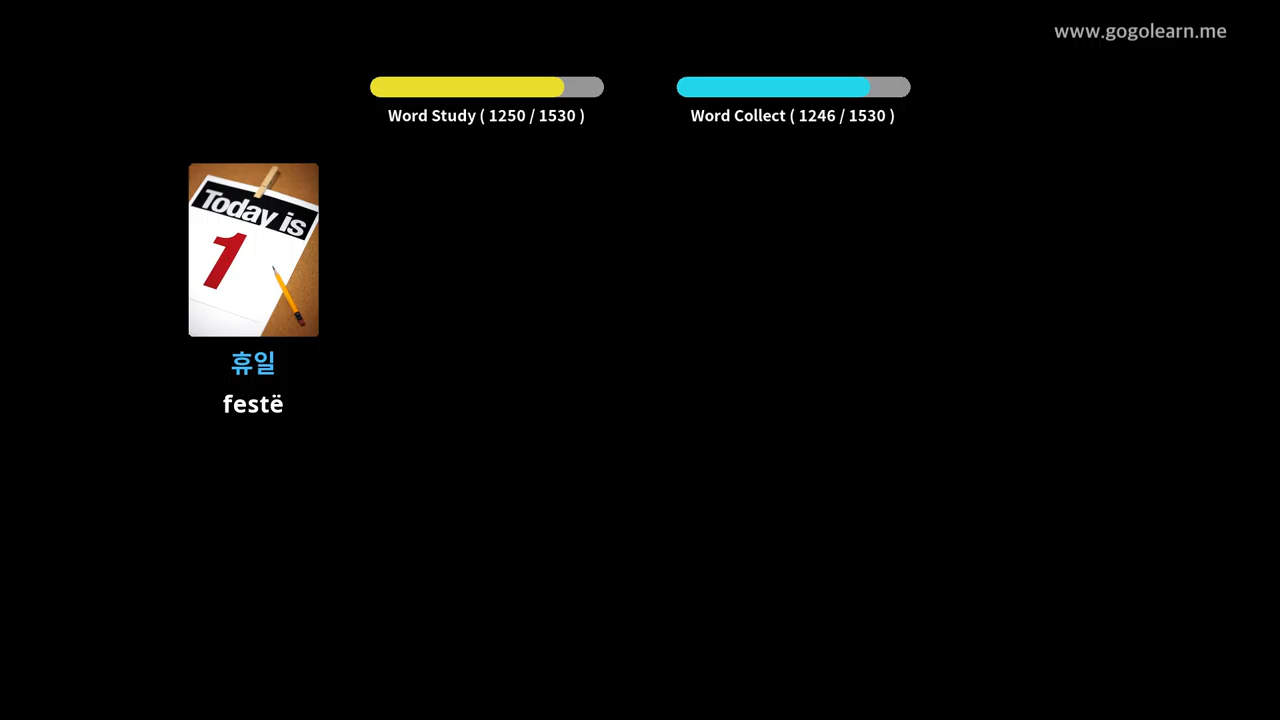 www.gogolearn.me
Word Study ( 1250 / 1530 )
Word Collect ( 1246 / 1530 )
Today is
1
휴일
festë